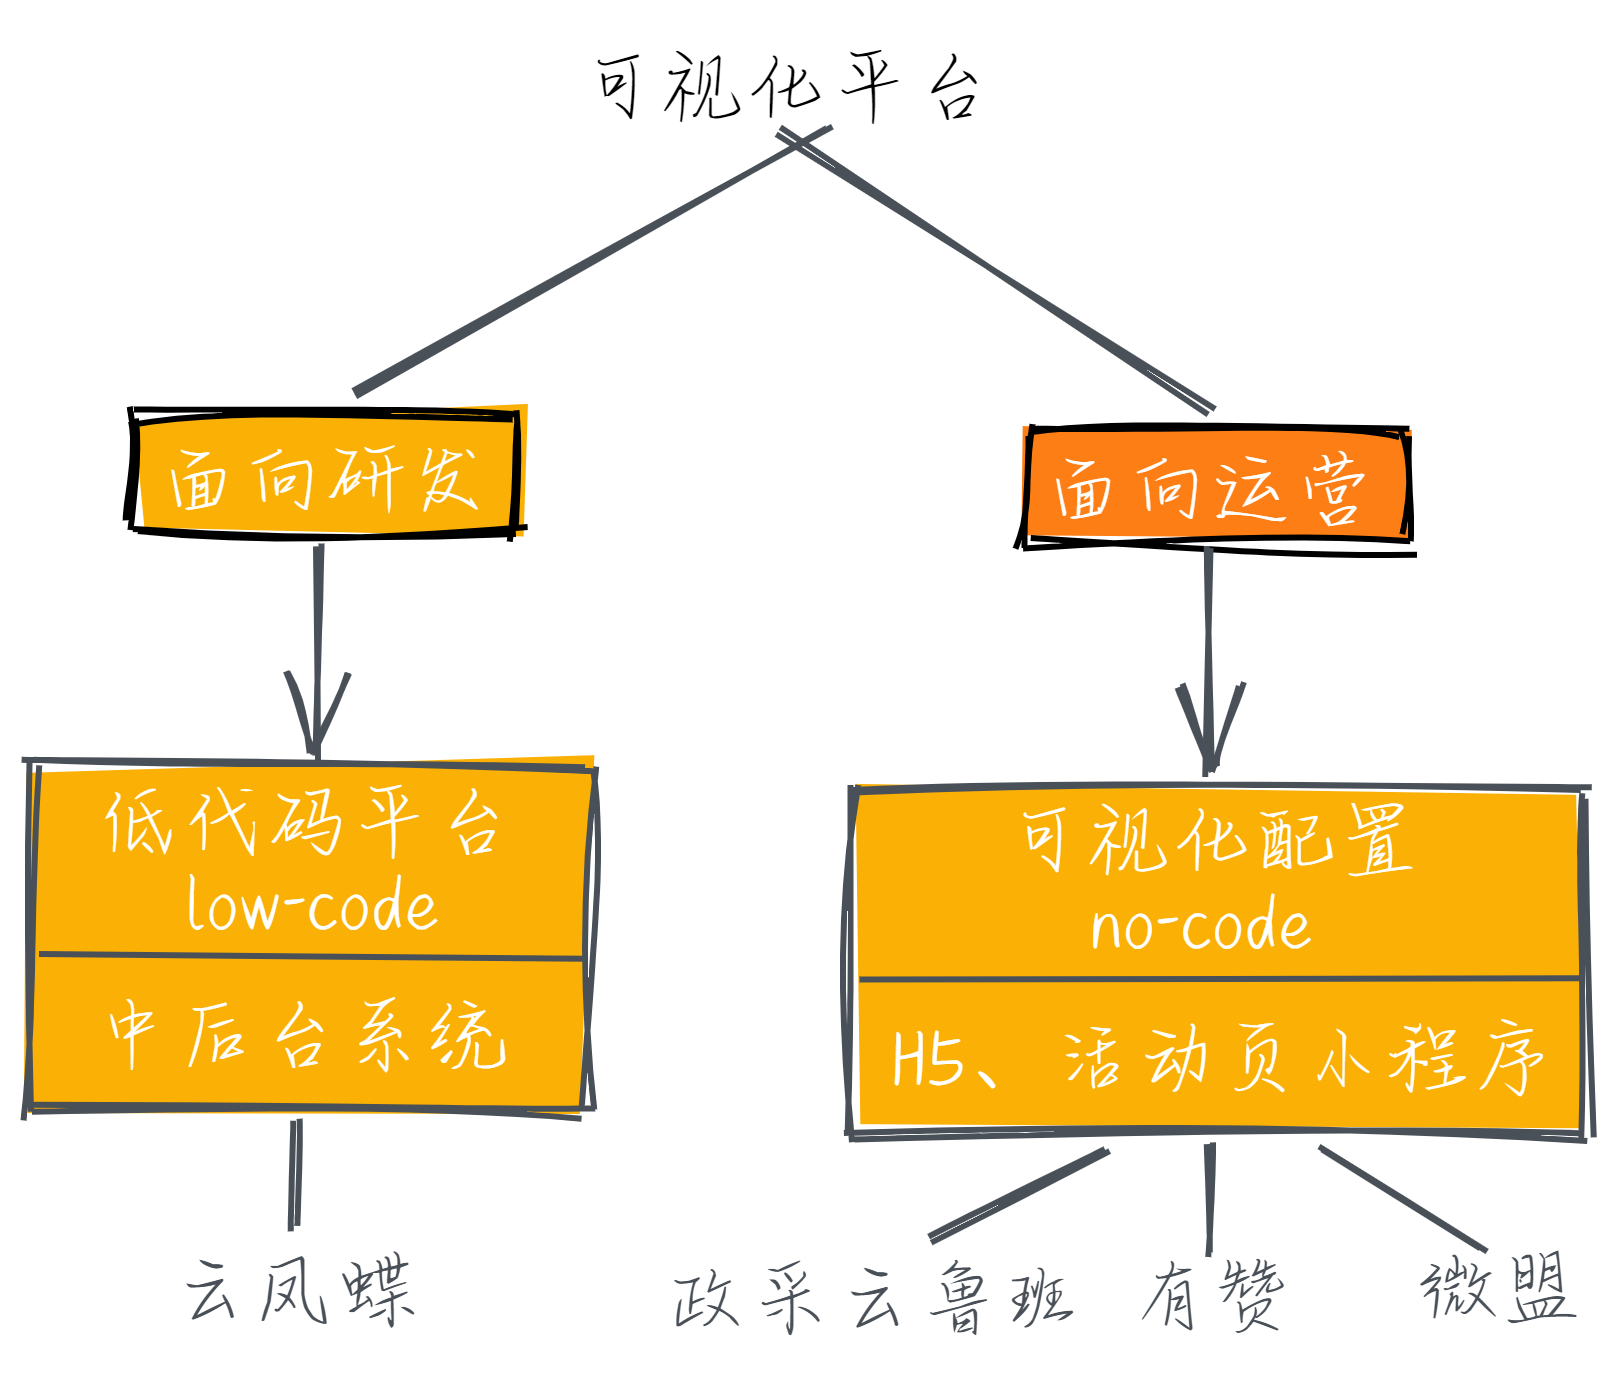 可视化平台
面向研发
面向运营
低代码平台
low-code
中后台系统
可视化配置
no-code
H5、活动页小程序
云凤蝶
政采云鲁班
有赞
微盟